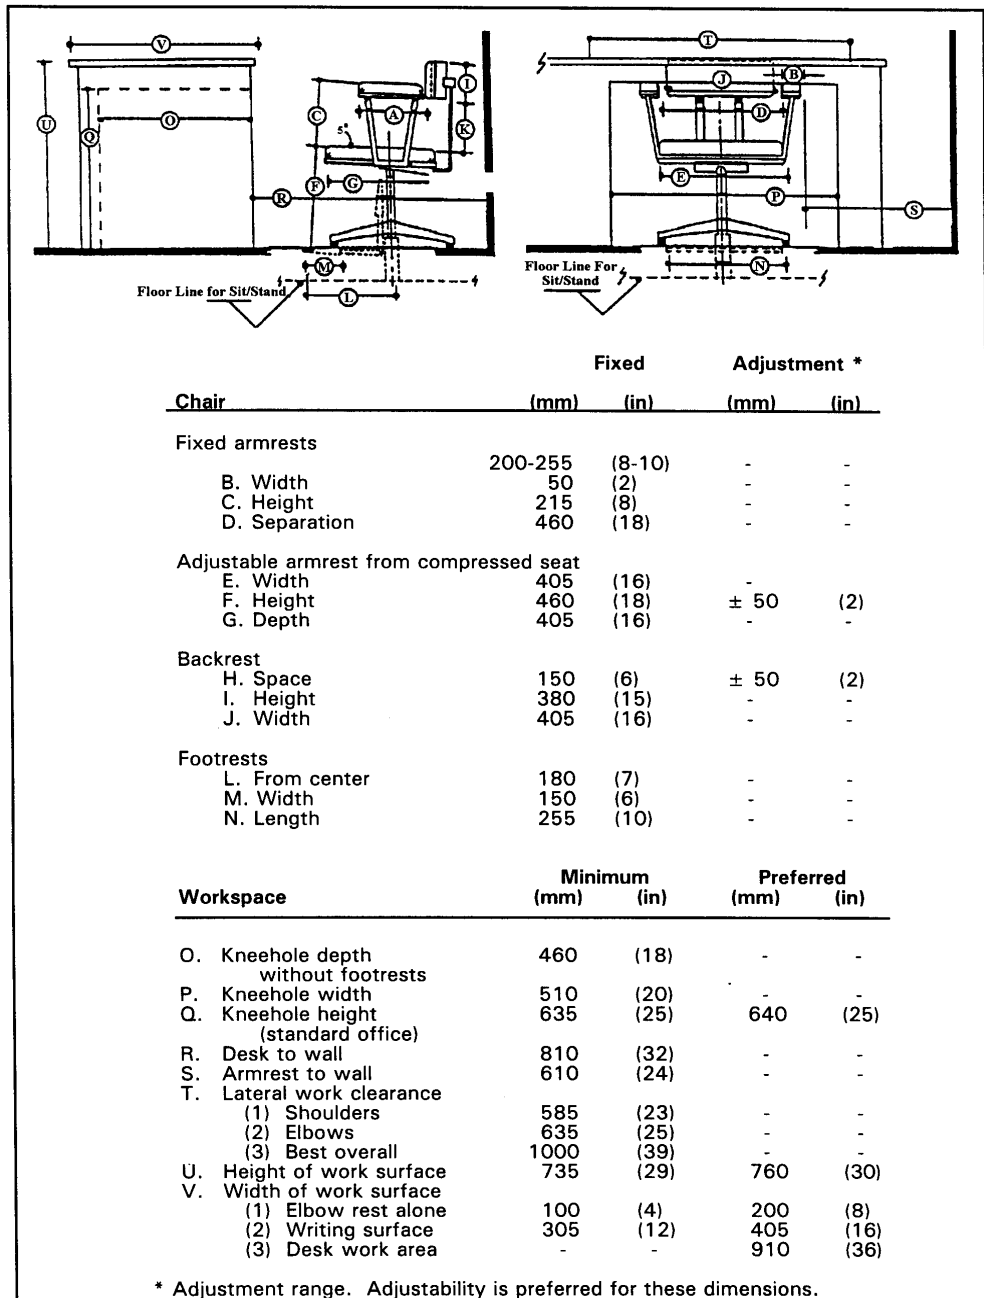 V
T
I
J
B
C
A
D
U
O
Q
K
5°
G
F
E
R
P
S
M
N
L
Floor Line for Sit/Stand
Floor Line For
Sit/Stand
Fixed Adjustment *
Chair (mm) (in) (mm) (in)
Fixed armrests
200-255 (8-10) - -
B. Width 50 (2) - -
C. Height 215 (8) - -
D. Separation 460 (18) - -
Adjustable armrest from compressed seat
E. Width 405 (16) -
F. Height 460 (18) ± 50 (2)
G. Depth 405 (16) - -
Backrest
H. Space 150 (6) ± 50 (2)
I. Height 380 (15) - -
J. Width 405 (16) - -
Footrests
L. From center 180 (7) - -
M. Width 150 (6) - -
N. Length 255 (10) - -
Minimum Preferred
Workspace (mm) (in) (mm) (in)
O. Kneehole depth 460 (18) - -
without footrests
P. Kneehole width 510 (20) - -
Q. Kneehole height 635 (25) 640 (25)
(standard office)
R. Desk to wall 810 (32) - -
S. Armrest to wall 610 (24) - -
T. Lateral work clearance
(1) Shoulders 585 (23) - -
(2) Elbows 635 (25) - -
(3) Best overall 1000 (39) - -
U. Height of work surface 735 (29) 760 (30)
V. Width of work surface
(1) Elbow rest alone 100 (4) 200 (8)
(2) Writing surface 305 (12) 405 (16)
(3) Desk work area - - 910 (36)
* Adjustment range. Adjustability is preferred for these dimensions.